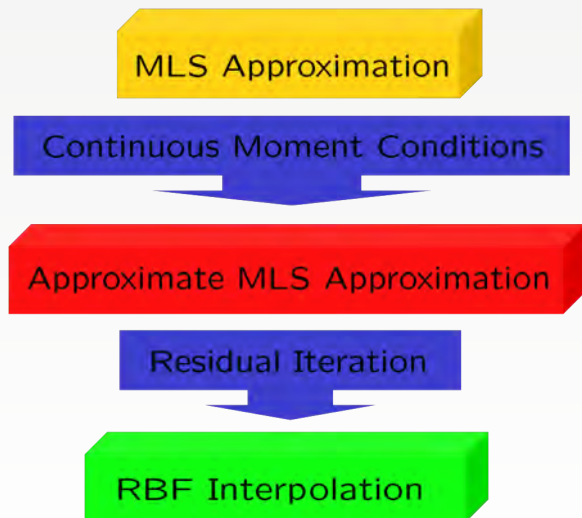 MLS Approximation
Continuous Moment Conditions
Approximate MLS Approximation
Residual Iteration
RBF Interpolation